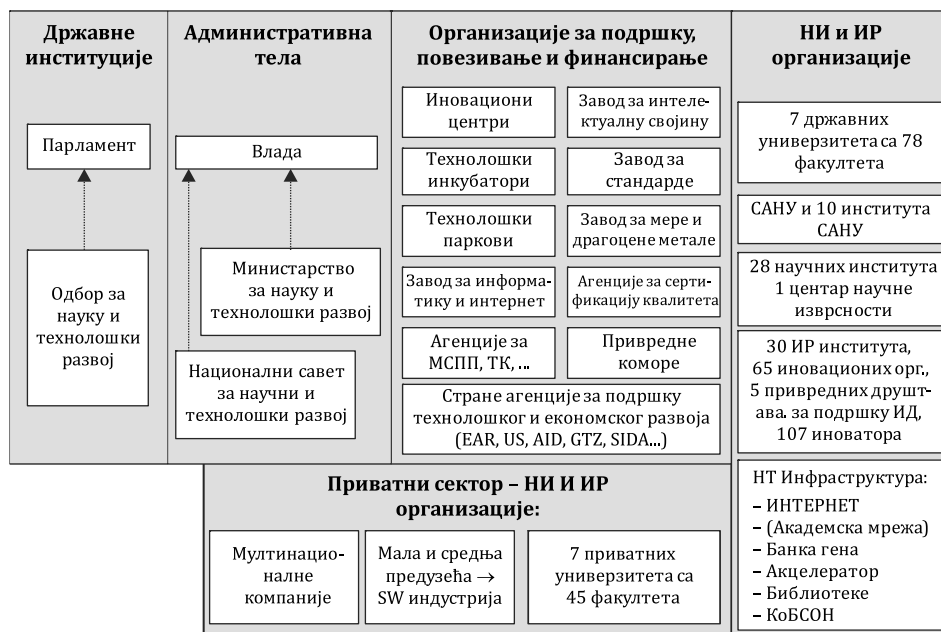 Државне
институције
Парламент
Одбор за
науку и
технолошки
развој
Административна
тела
Влада
Министарство
за науку и
технолошки развој
Национални савет
за научни и
технолошки развој
Организације за подршку,
повезивање и финансирање
Иновациони
центри
Завод за интеле-
ктуалну својину
Технолошки
инкубатори
Завод за
стандарде
Технолошки
паркови
Завод за мере и
драгоцене метале
Завод за информа-
тику и интернет
Агенције за серти-
фикацију квалитета
Агенције за
МСПП, ТК, ...
Привредне
коморе
Стране агенције за подршку
технолошког и економског развоја
(EAR, US, AID, GTZ, SIDA...)
НИ и ИР
организације
7 државних
универзитета са 78
факултета
САНУ и 10 института
САНУ
28 научних института
1 центар научне
изврсности
30 ИР института,
65 иновационих орг.,
5 привредних друшт-
ава. за подршку ИД,
107 иноватора
НТ Инфраструктура:
– ИНТЕРНЕТ
– (Академска мрежа)
– Банка гена
– Акцелератор
– Библиотеке
– КоБСОН
Приватни сектор – НИ И ИР
организације:
Мултинацио-
налне
компаније
Мала и средња
предузећа →
SW индустрија
7 приватних
универзитета са
45 факултета